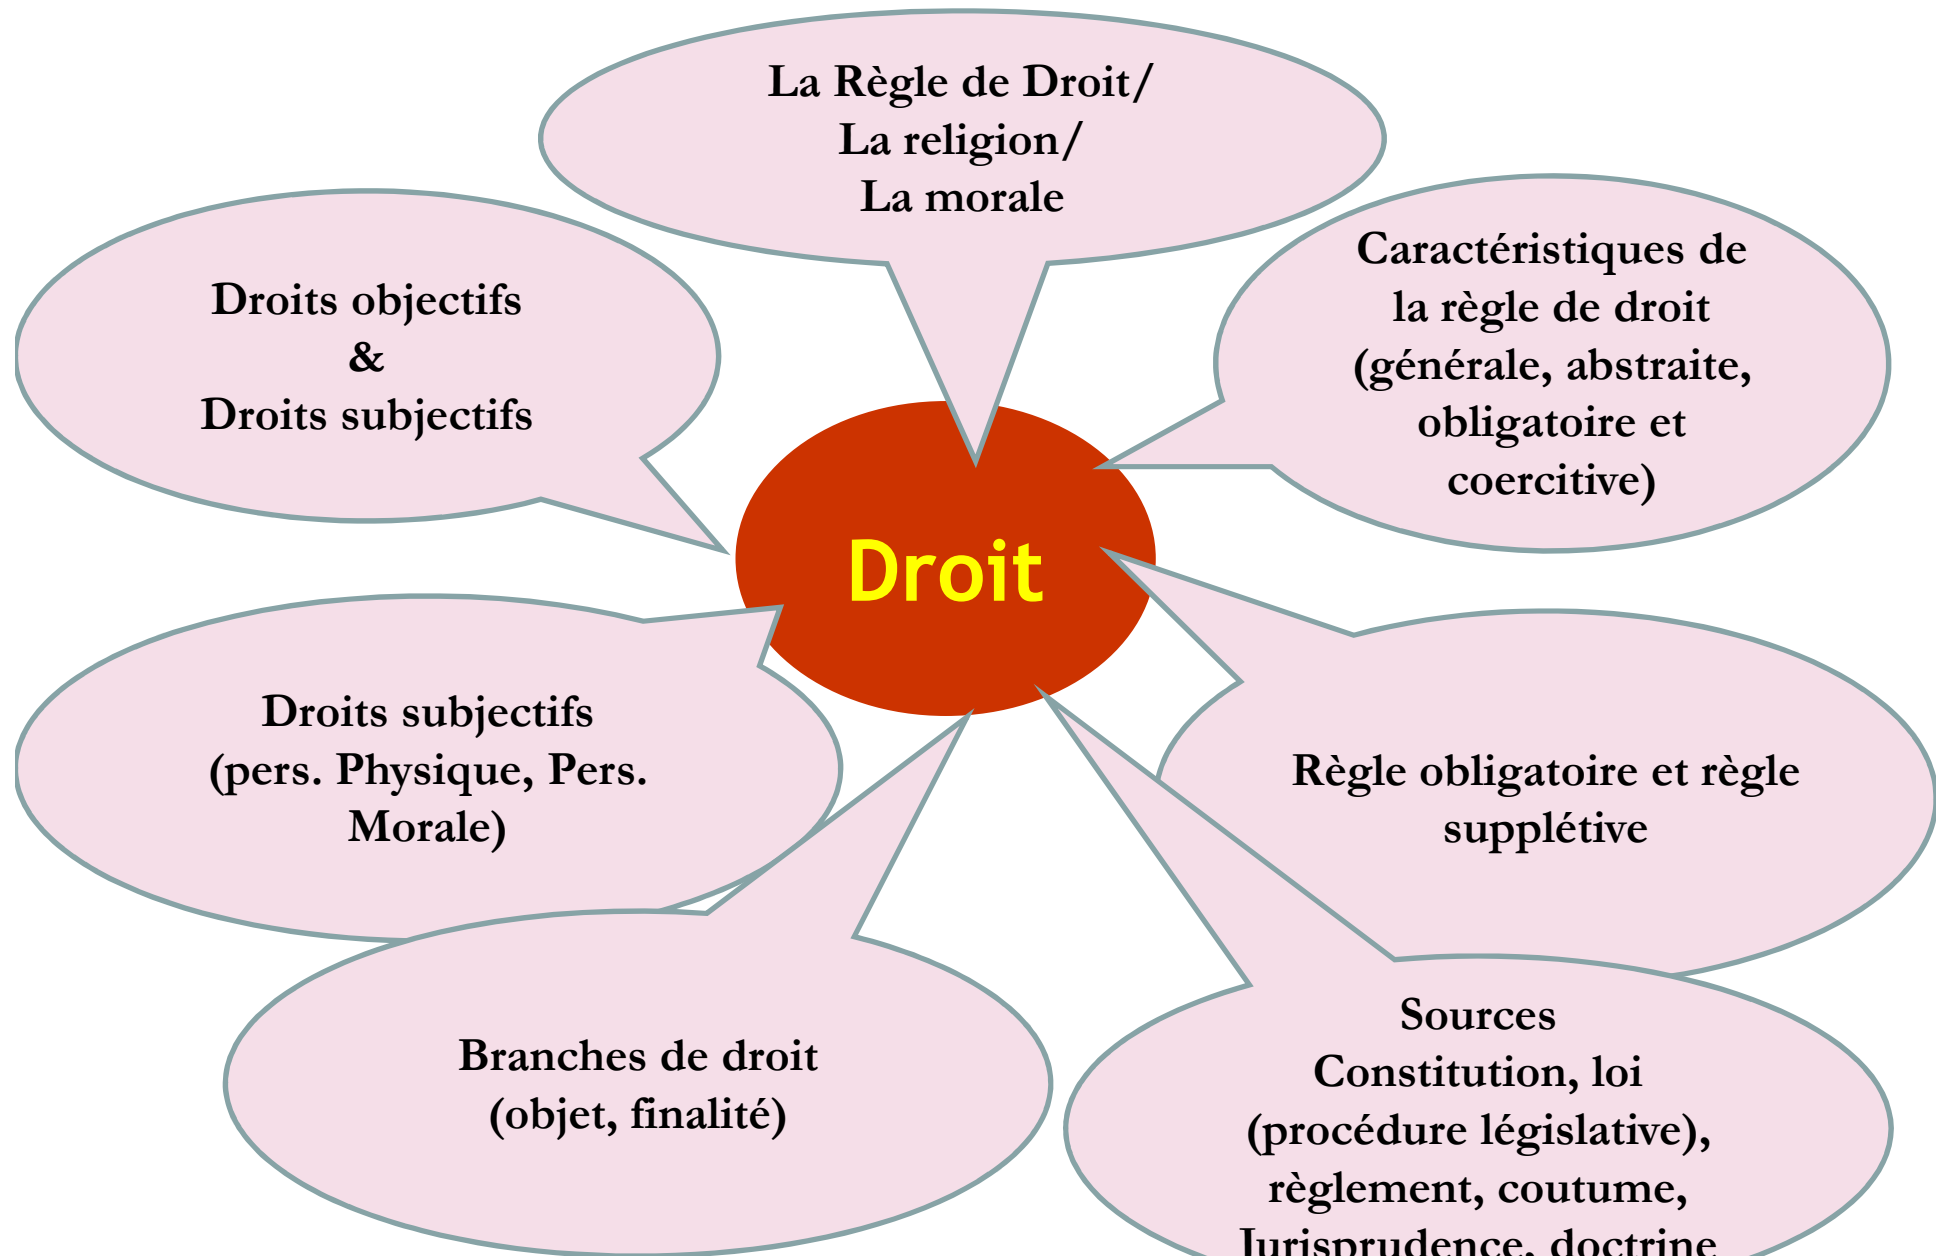 La Règle de Droit/
La religion/
La morale
Droits objectifs
&
Droits subjectifs
Caractéristiques de
la règle de droit
(générale, abstraite,
obligatoire et
coercitive)
Droit
Droits subjectifs
(pers. Physique, Pers.
Morale)
Règle obligatoire et règle
supplétive
Branches de droit
(objet, finalité)
Sources
Constitution, loi
(procédure législative),
règlement, coutume,
Jurisprudence, doctrine